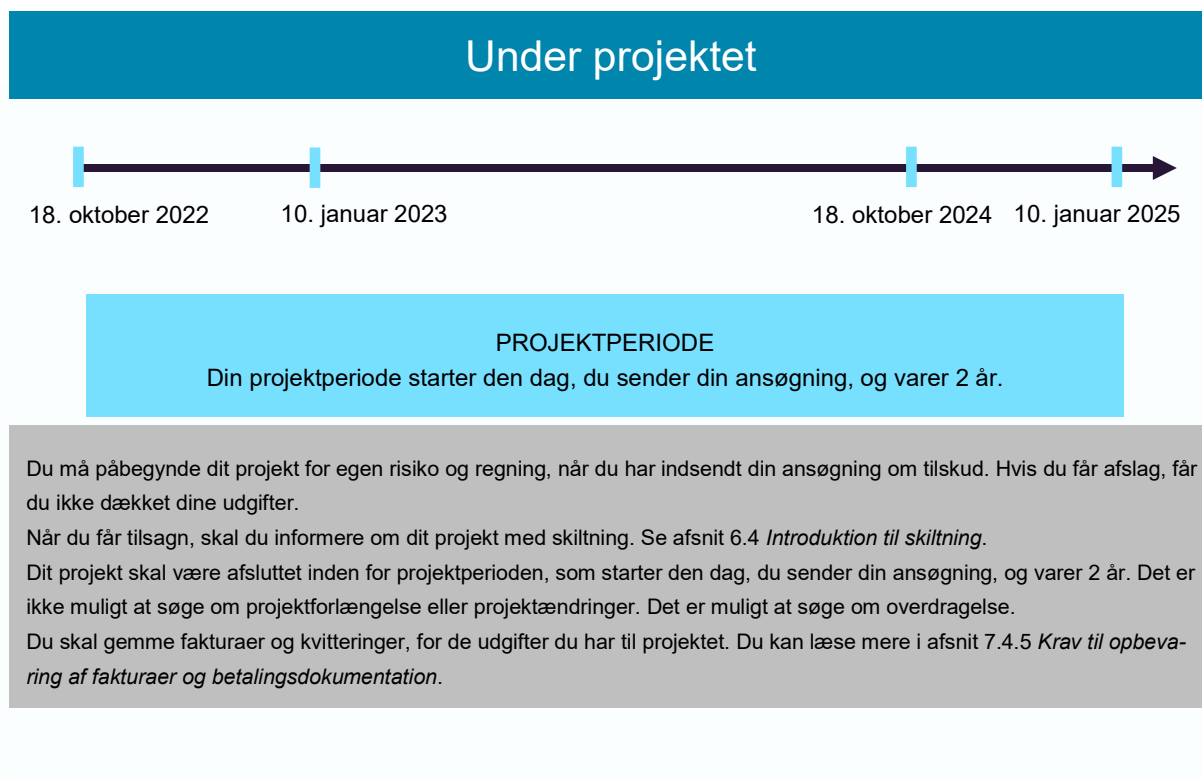 Under projektet
18. oktober 2022
10. januar 2023
18. oktober 2024
10. januar 2025
PROJEKTPERIODE
Din projektperiode starter den dag, du sender din ansøgning, og varer 2 år.
Du må påbegynde dit projekt for egen risiko og regning, når du har indsendt din ansøgning om tilskud. Hvis du får afslag, får
du ikke dækket dine udgifter.
Når du får tilsagn, skal du informere om dit projekt med skiltning. Se afsnit 6.4 Introduktion til skiltning.
Dit projekt skal være afsluttet inden for projektperioden, som starter den dag, du sender din ansøgning, og varer 2 år. Det er
ikke muligt at søge om projektforlængelse eller projektændringer. Det er muligt at søge om overdragelse.
Du skal gemme fakturaer og kvitteringer, for de udgifter du har til projektet. Du kan læse mere i afsnit 7.4.5 Krav til opbeva-
ring af fakturaer og betalingsdokumentation.